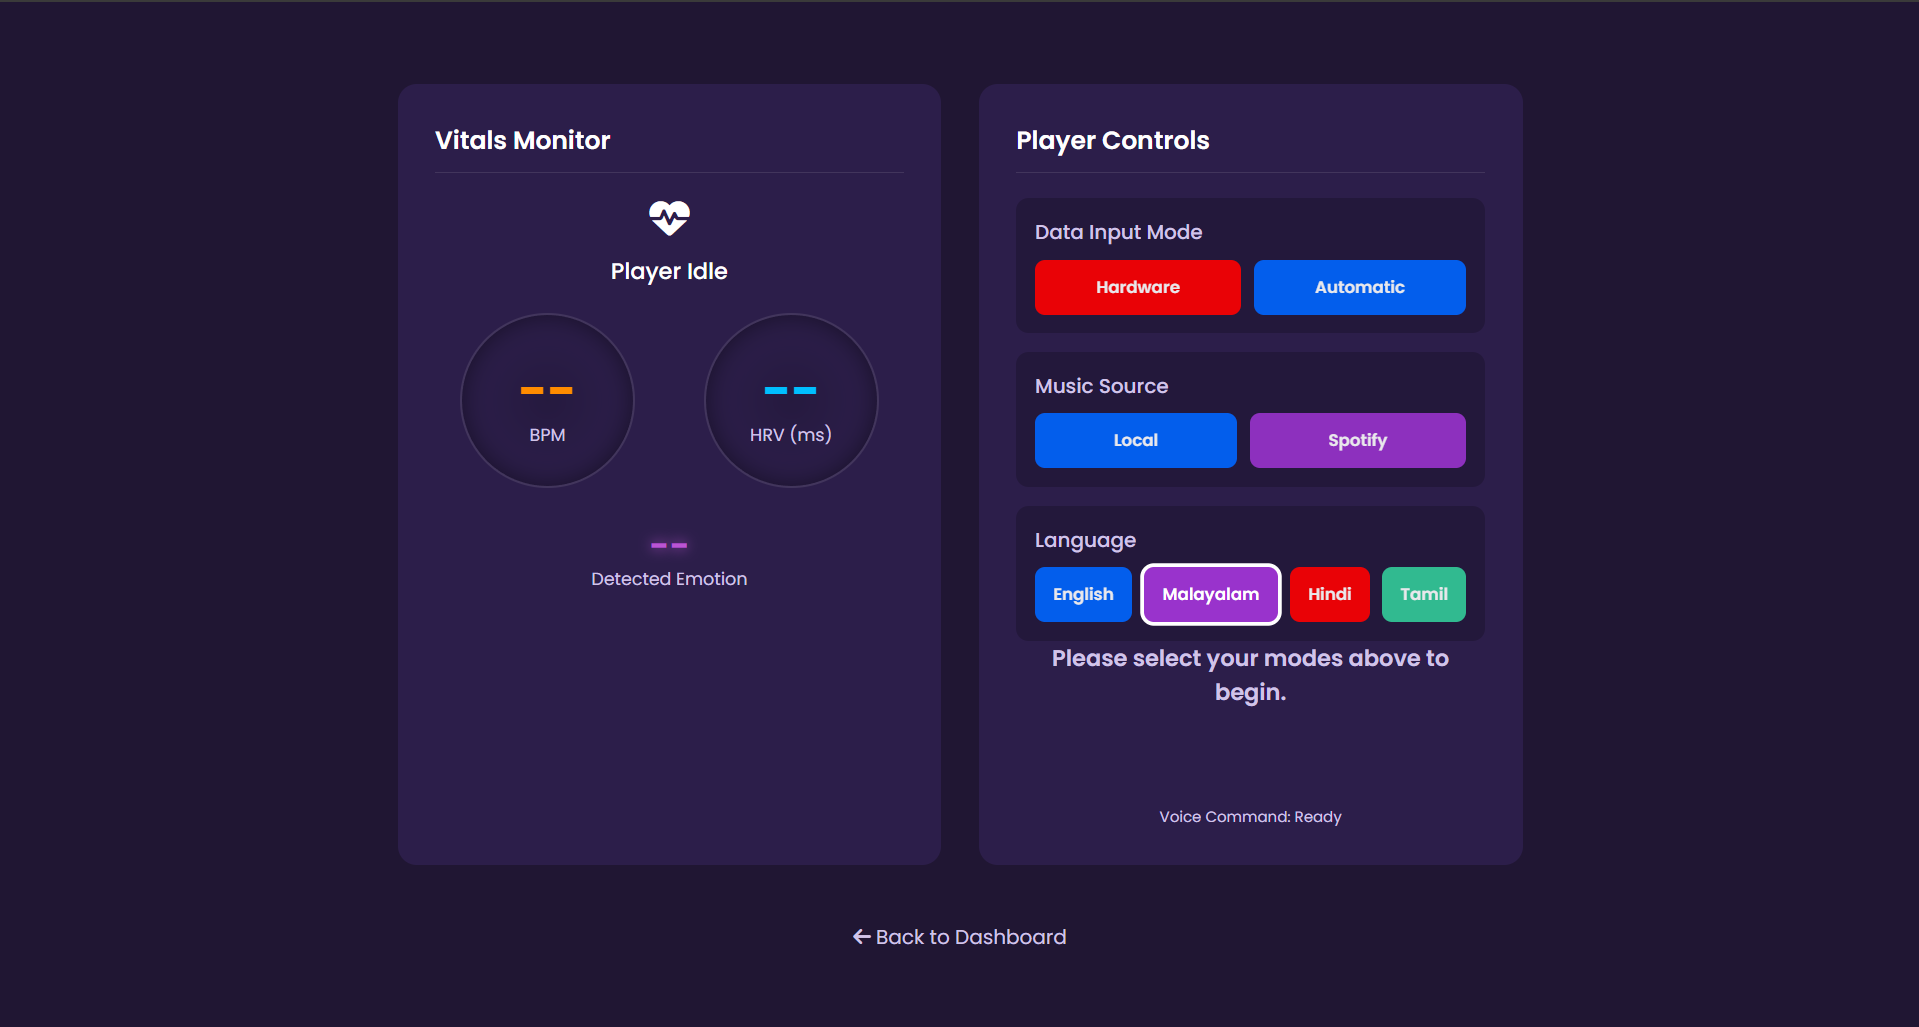 Vitals Monitor
Player Idle
--
BPM
--
HRV (ms)
--
Detected Emotion
Player Controls
Data Input Mode
Hardware
Automatic
Music Source
Local
Spotify
Language
English
Malayalam
Hindi
Tamil
Please select your modes above to
begin.
Voice Command: Ready
Back to Dashboard